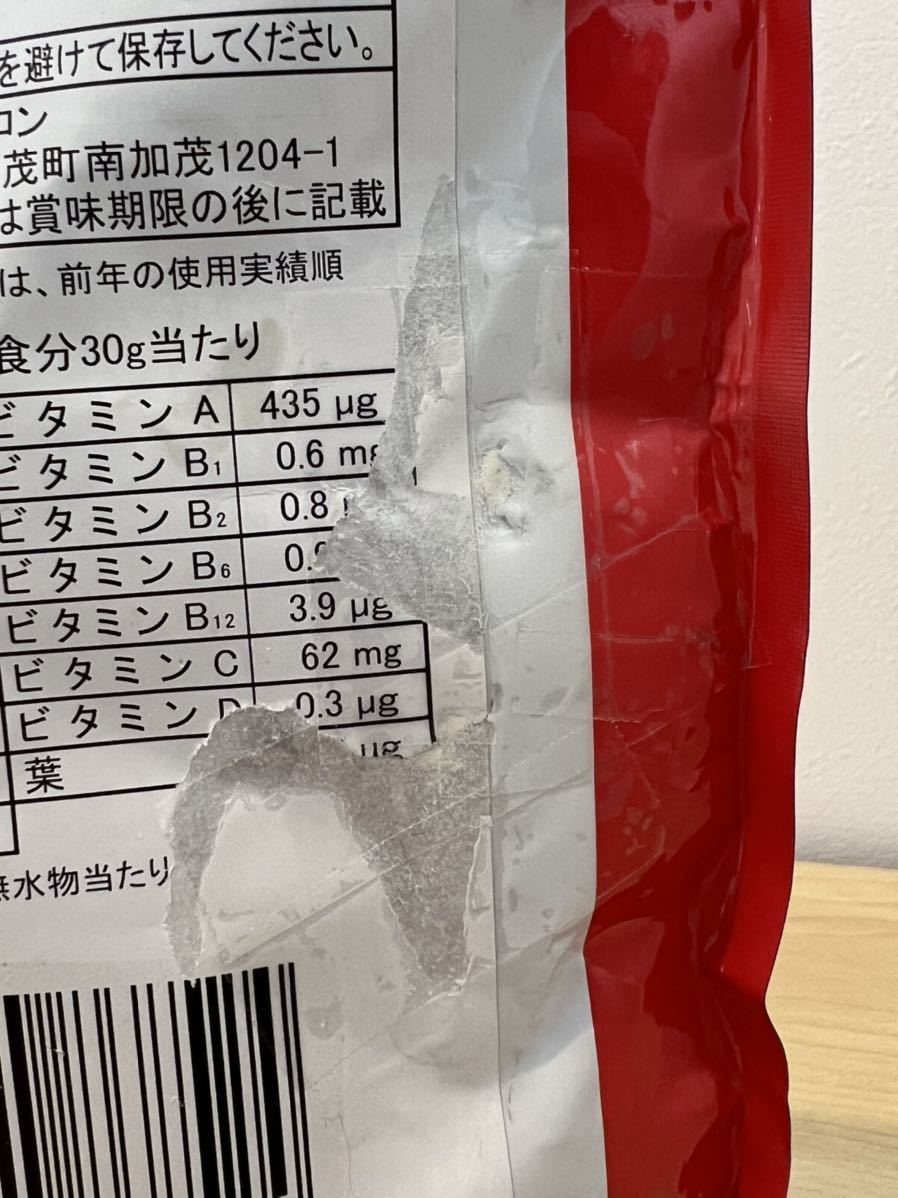 を避けて保存してください。
コン
茂町南加茂1204-1
は賞味期限の後に記載
は、前年の使用実績順
食分30g当たり
ビタミンA 435 μg
ビタミンB₁ 0.6 mg
ビタミンB₂ 0.8
ビタミンB₆ 0.
ビタミンB₁₂ 3.9 μg
ビタミンC 62 mg
ビタミンD 0.3 μg
葉 μg
無水物当たり